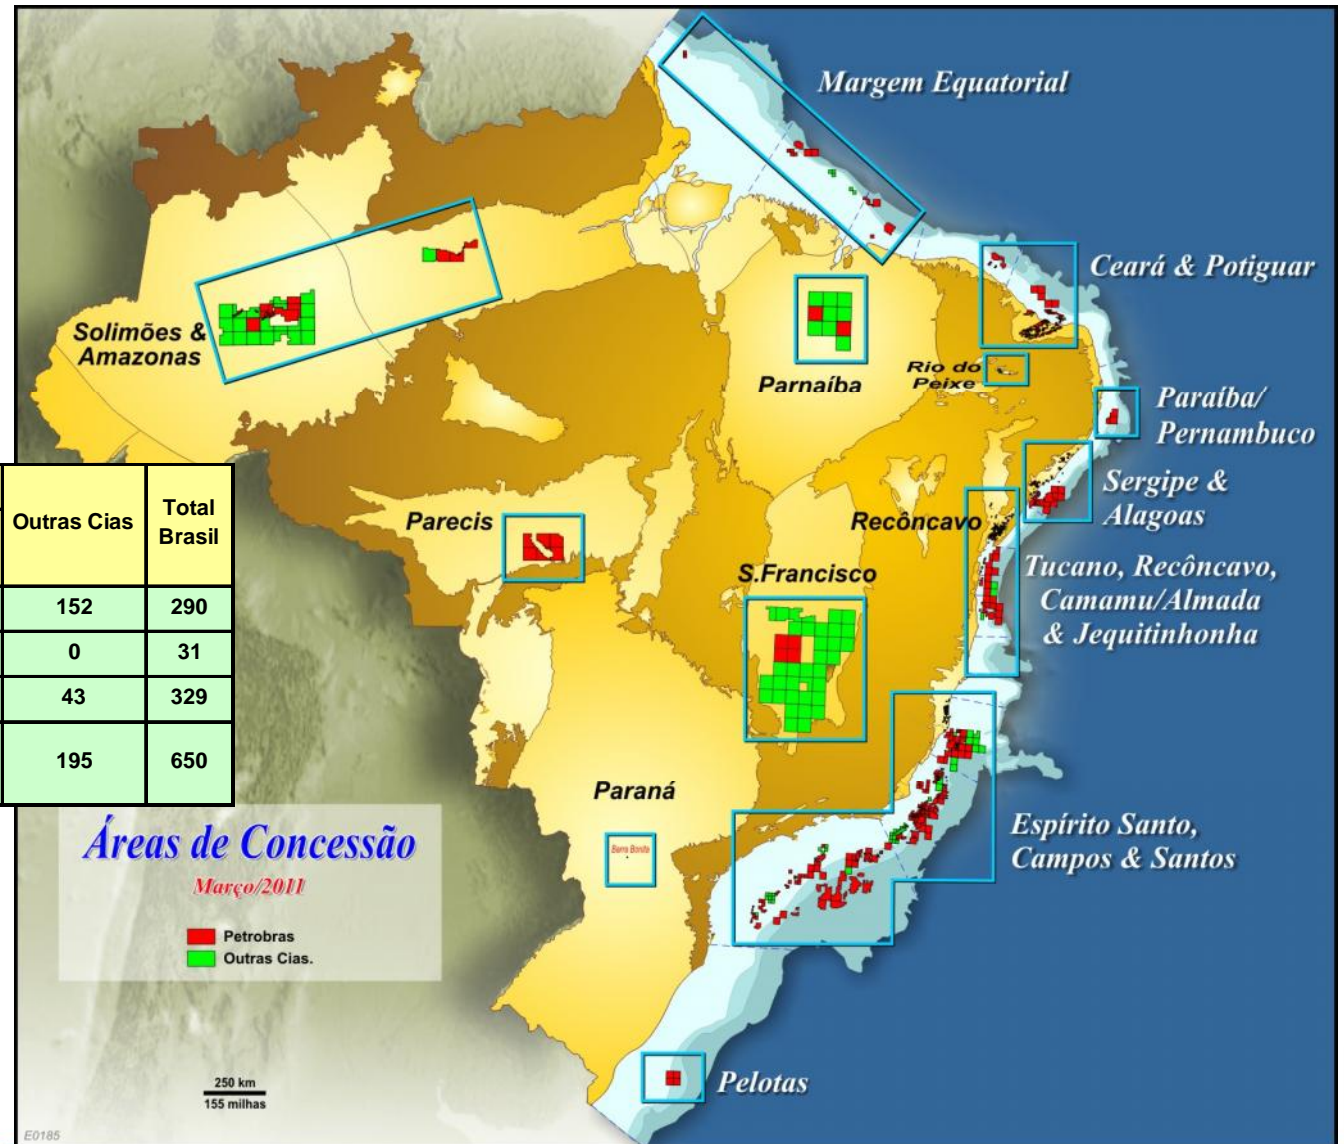 Margem Equatorial
Ceará & Potiguar
Solimões &
Amazonas
Parnaíba
Rio do
Peixe
Paraíba/
Pernambuco
Outras Cias
Total
Brasil
152
290
0
31
43
329
195
650
Parecis
Recôncavo
Sergipe &
Alagoas
S.Francisco
Tucano, Recôncavo,
Camamu/Almada
& Jequitinhonha
Paraná
Barra Bonita
Espírito Santo,
Campos & Santos
Áreas de Concessão
Março/2011
Petrobras
Outras Cias.
250 km
155 milhas
Pelotas
E0185